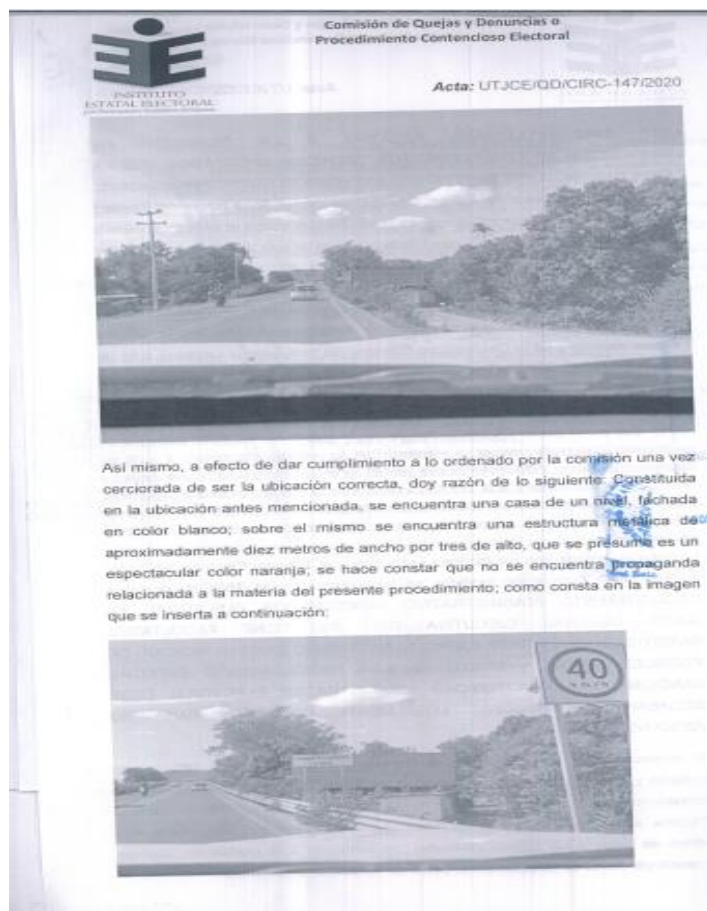 Comisión de Quejas y Denuncias o
Procedimiento Contencioso Electoral
INSTITUTO
ESTATAL ELECTORAL
Acta: UTJCE/QD/CIRC-147/2020
Así mismo, a efecto de dar cumplimiento a lo ordenado por la comisión una vez
cerciorada de ser la ubicación correcta, doy razón de lo siguiente: Constituida
en la ubicación antes mencionada, se encuentra una casa de un nivel, fachada
en color blanco; sobre el mismo se encuentra una estructura metálica de
aproximadamente diez metros de ancho por tres de alto, que se presume es un
espectacular color naranja; se hace constar que no se encuentra propaganda
relacionada a la materia del presente procedimiento; como consta en la imagen
que se inserta a continuación:
40